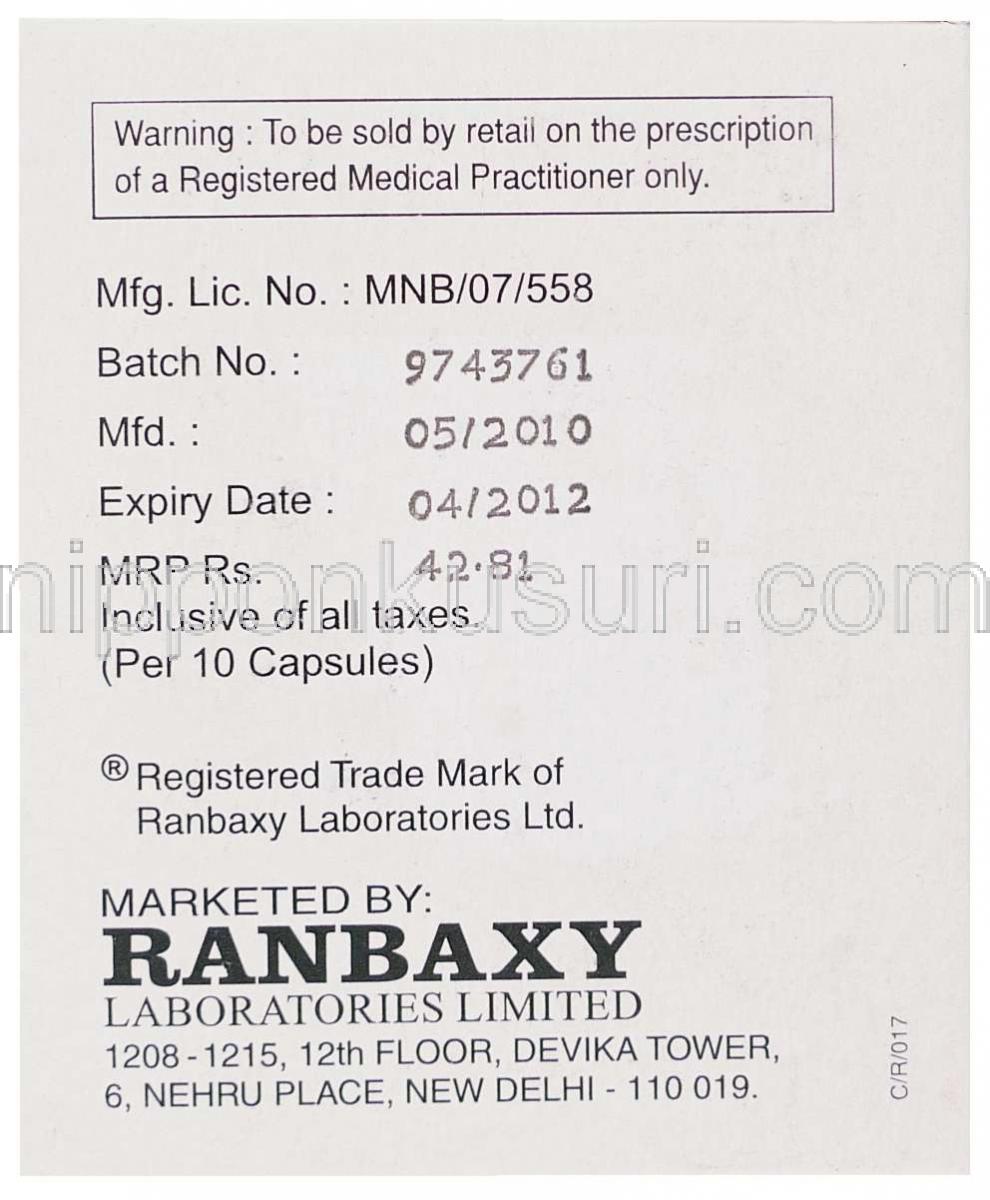 Warning : To be sold by retail on the prescription
of a Registered Medical Practitioner only.
Mfg. Lic. No. : MNB/07/558
Batch No. : 9743761
Mfd. : 05/2010
Expiry Date : 04/2012
MRP Rs. 42.81
nipponkusuri.com
Inclusive of all taxes.
(Per 10 Capsules)
® Registered Trade Mark of
Ranbaxy Laboratories Ltd.
MARKETED BY:
RANBAXY
LABORATORIES LIMITED
1208 - 1215, 12th FLOOR, DEVIKA TOWER,
6, NEHRU PLACE, NEW DELHI - 110 019.
C/R/017